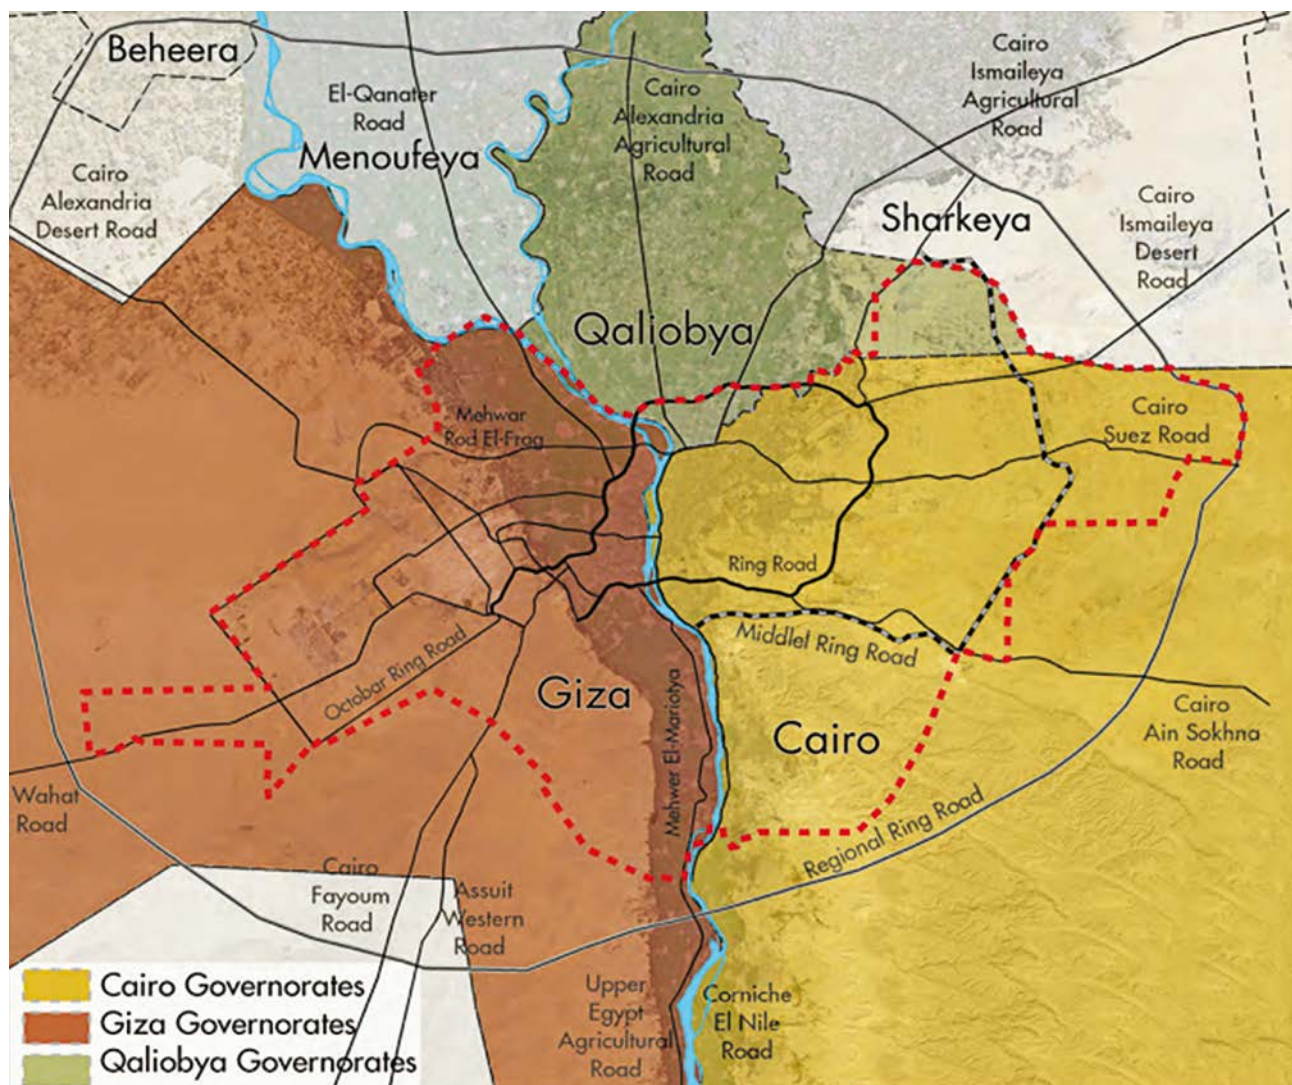 Beheera
El-Qanater
Road
Menoufeya
Cairo
Alexandria
Desert Road
Cairo
Alexandria
Agricultural
Road
Cairo
Ismaileya
Agricultural
Road
Sharkeya
Cairo
Ismaileya
Desert
Road
Qaliobya
Mehwar
Rod El-Frag
Cairo
Suez Road
Ring Road
Middlel Ring Road
Octobar Ring Road
Giza
Mehwer El-Mariotya
Cairo
Cairo
Ain Sokhna
Road
Regional Ring Road
Wahat
Road
Cairo
Fayoum
Road
Assuit
Western
Road
Upper
Egypt
Agricultural
Road
Corniche
El Nile
Road
Cairo Governorates
Giza Governorates
Qaliobya Governorates